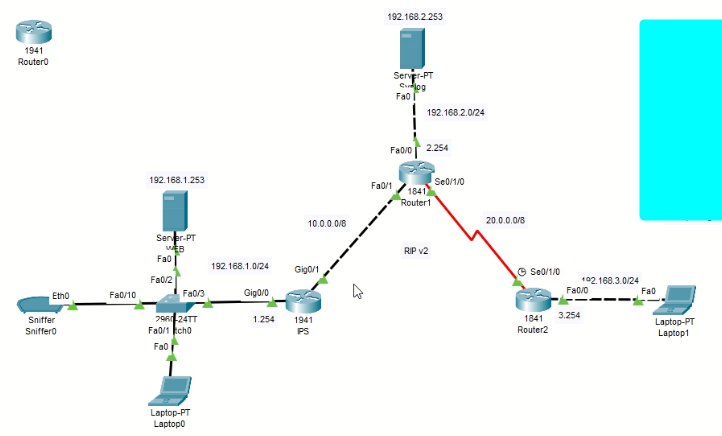 192.168.2.253
1941
Router0
Server-PT
Syslog
Fa0
192.168.2.0/24
Fa0/0
2.254
192.168.1.253
Fa0/1
1841
Router1
Se0/1/0
Server-PT
WEB
Fa0
10.0.0.0/8
20.0.0.0/8
RIP v2
192.168.1.0/24
Gig0/1
Fa0/2
Se0/1/0
192.168.3.0/24
Eth0
Fa0/10
Fa0/3
Gig0/0
Fa0/0
Fa0
Sniffer
Sniffer0
2960-24TT
Fa0/1
1.254
1941
IPS
1841
Router2
3.254
Laptop-PT
Laptop1
Fa0
Laptop-PT
Laptop0